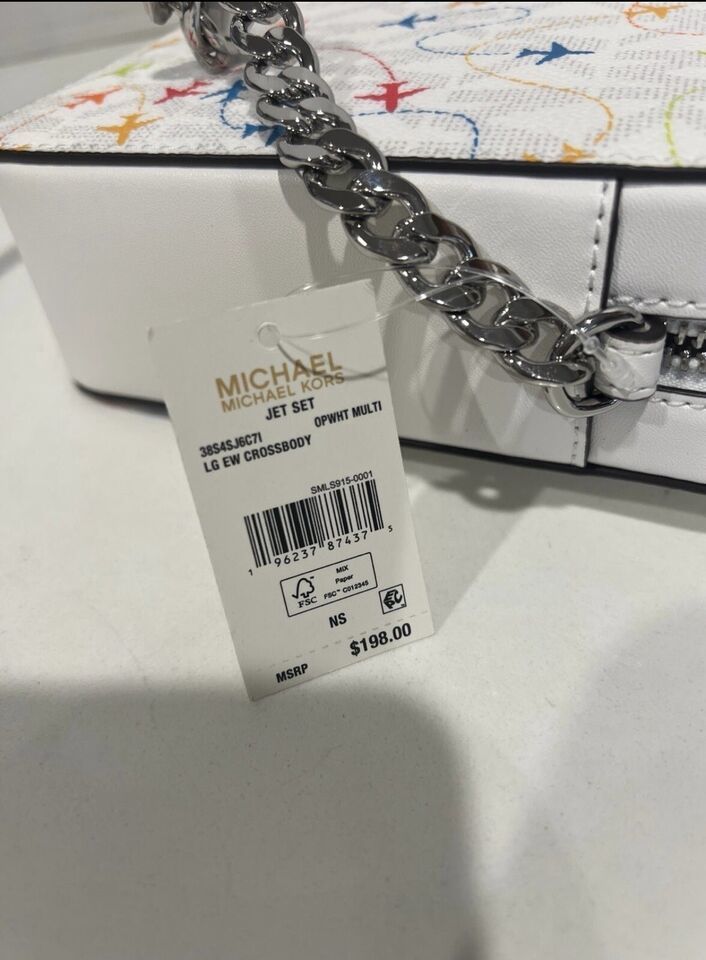 MICHAEL
MICHAEL KORS
JET SET
38S4SJ6C7I OPWHT MULTI
LG EW CROSSBODY
SMLS915-0001
1 96237 87437 5
FSC MIX
Paper
FSC™ C012345
NS
MSRP $198.00